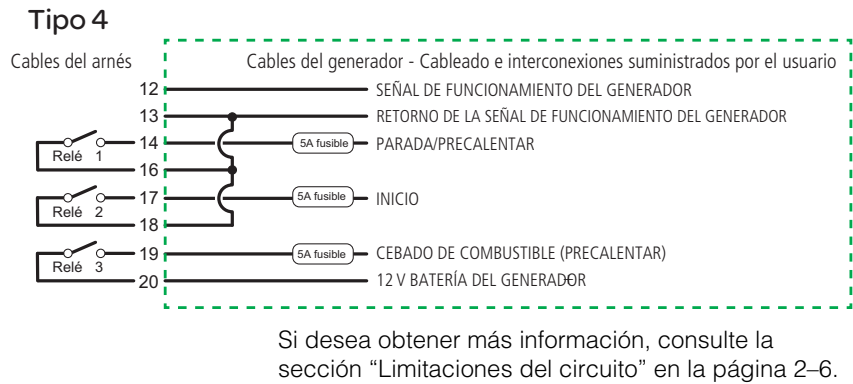 Tipo 4
Cables del arnés
Cables del generador - Cableado e interconexiones suministrados por el usuario
12 SEÑAL DE FUNCIONAMIENTO DEL GENERADOR
13 RETORNO DE LA SEÑAL DE FUNCIONAMIENTO DEL GENERADOR
14 5A fusible PARADA/PRECALENTAR
Relé 1
16
17 5A fusible INICIO
Relé 2
18
19 5A fusible CEBADO DE COMBUSTIBLE (PRECALENTAR)
Relé 3
20 12 V BATERÍA DEL GENERADOR
Si desea obtener más información, consulte la
sección “Limitaciones del circuito” en la página 2–6.